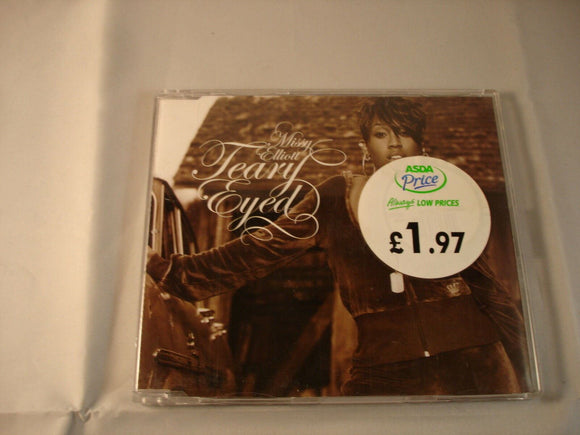 Missy
Elliott
Teary
Eyed
ASDA
Price
Always LOW PRICES
£1.97